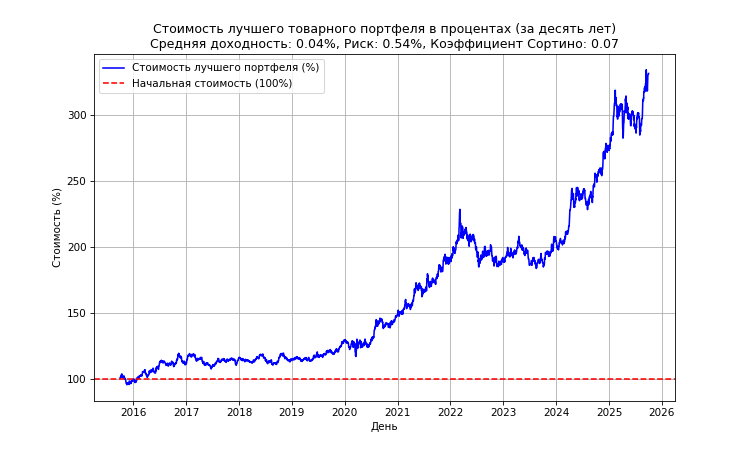 Стоимость лучшего товарного портфеля в процентах (за десять лет)
Средняя доходность: 0.04%, Риск: 0.54%, Коэффициент Сортино: 0.07
Стоимость лучшего портфеля (%)
Начальная стоимость (100%)
Стоимость (%)
300
250
200
150
100
2016 2017 2018 2019 2020 2021 2022 2023 2024 2025 2026
День